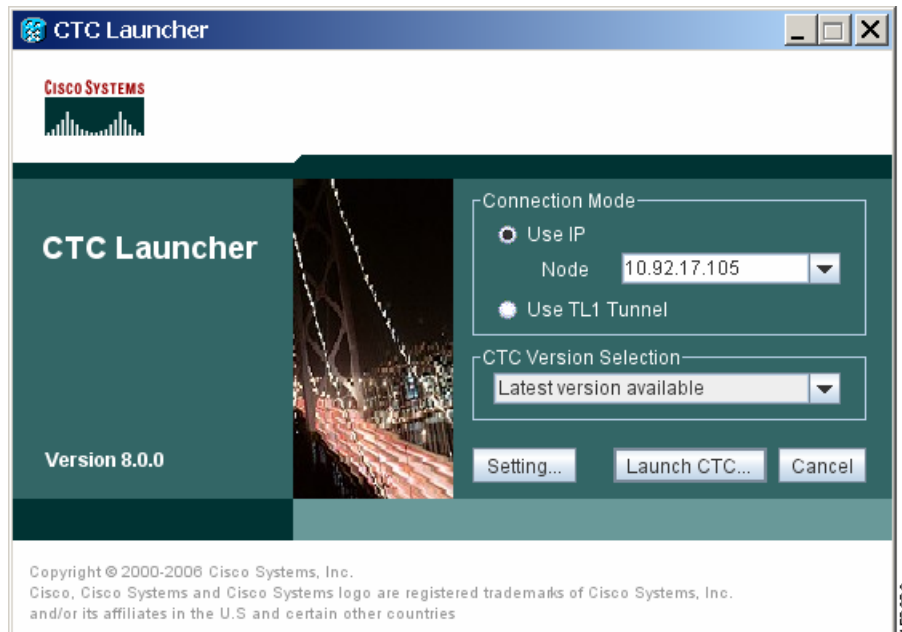 CTC Launcher
CISCO SYSTEMS
CTC Launcher
Version 8.0.0
Connection Mode
Use IP
Node 10.92.17.105
Use TL1 Tunnel
CTC Version Selection
Latest version available
Setting... Launch CTC... Cancel
Copyright © 2000-2006 Cisco Systems, Inc.
Cisco, Cisco Systems and Cisco Systems logo are registered trademarks of Cisco Systems, Inc.
and/or its affiliates in the U.S and certain other countries